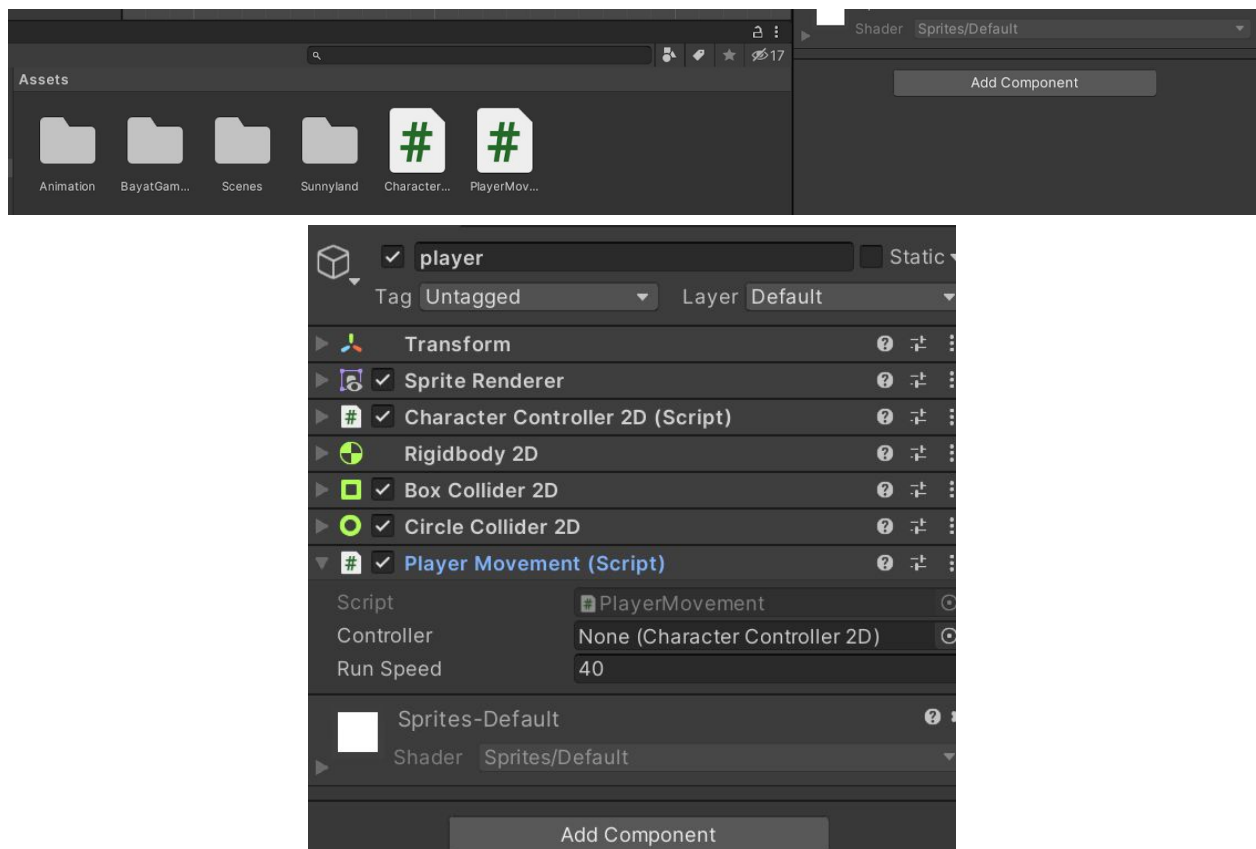 Shader Sprites/Default
17
Assets
Add Component
Animation BayatGam... Scenes Sunnyland Character... PlayerMov...
player Static
Tag Untagged Layer Default
Transform
Sprite Renderer
Character Controller 2D (Script)
Rigidbody 2D
Box Collider 2D
Circle Collider 2D
Player Movement (Script)
Script PlayerMovement
Controller None (Character Controller 2D)
Run Speed 40
Sprites-Default
Shader Sprites/Default
Add Component